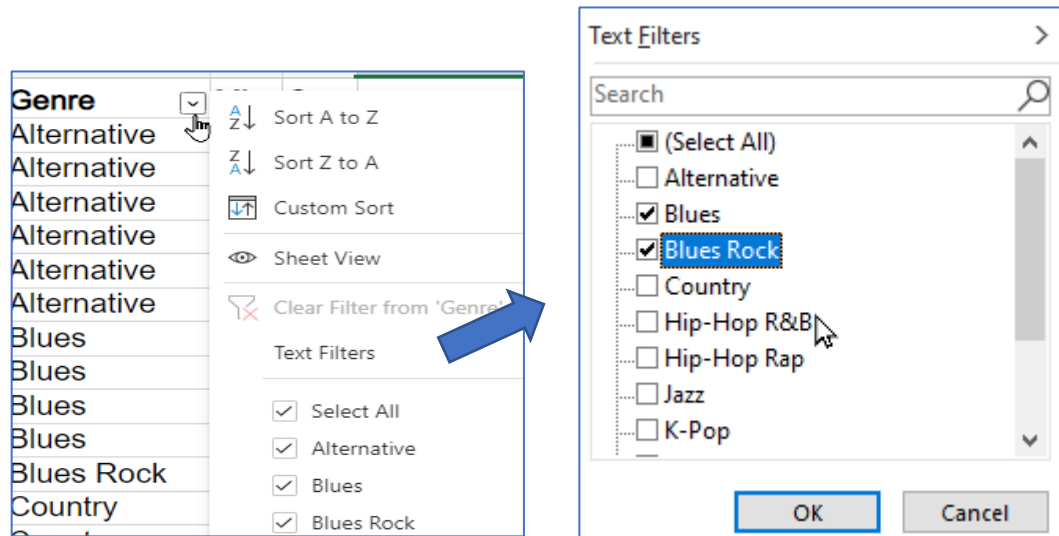 Genre
Alternative
Alternative
Alternative
Alternative
Alternative
Alternative
Blues
Blues
Blues
Blues
Blues Rock
Country
Sort A to Z
Sort Z to A
Custom Sort
Sheet View
Clear Filter from 'Genre'
Text Filters
Select All
Alternative
Blues
Blues Rock
Text Filters
Search
(Select All)
Alternative
Blues
Blues Rock
Country
Hip-Hop R&B
Hip-Hop Rap
Jazz
K-Pop
OK Cancel